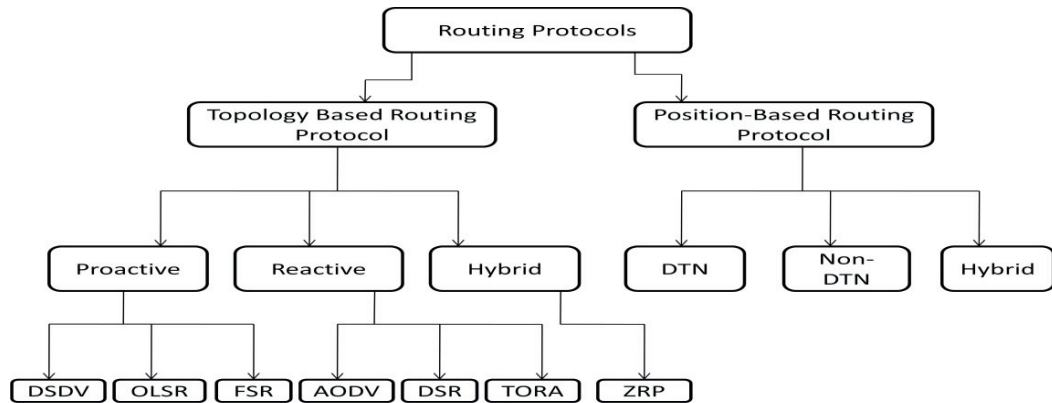 Routing Protocols
Topology Based Routing
Protocol
Position-Based Routing
Protocol
Proactive
Reactive
Hybrid
DTN
Non-
DTN
Hybrid
DSDV
OLSR
FSR
AODV
DSR
TORA
ZRP